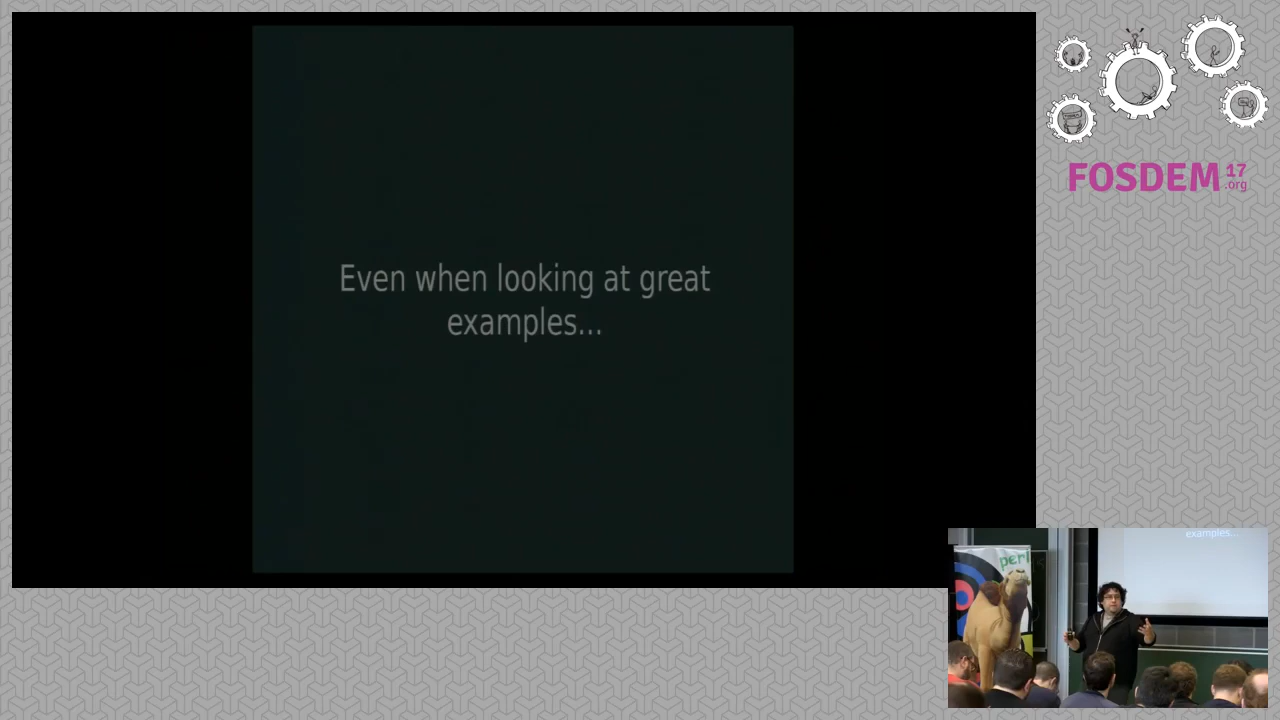 Even when looking at great
examples...
FOSDEM 17
.org
examples...
perl